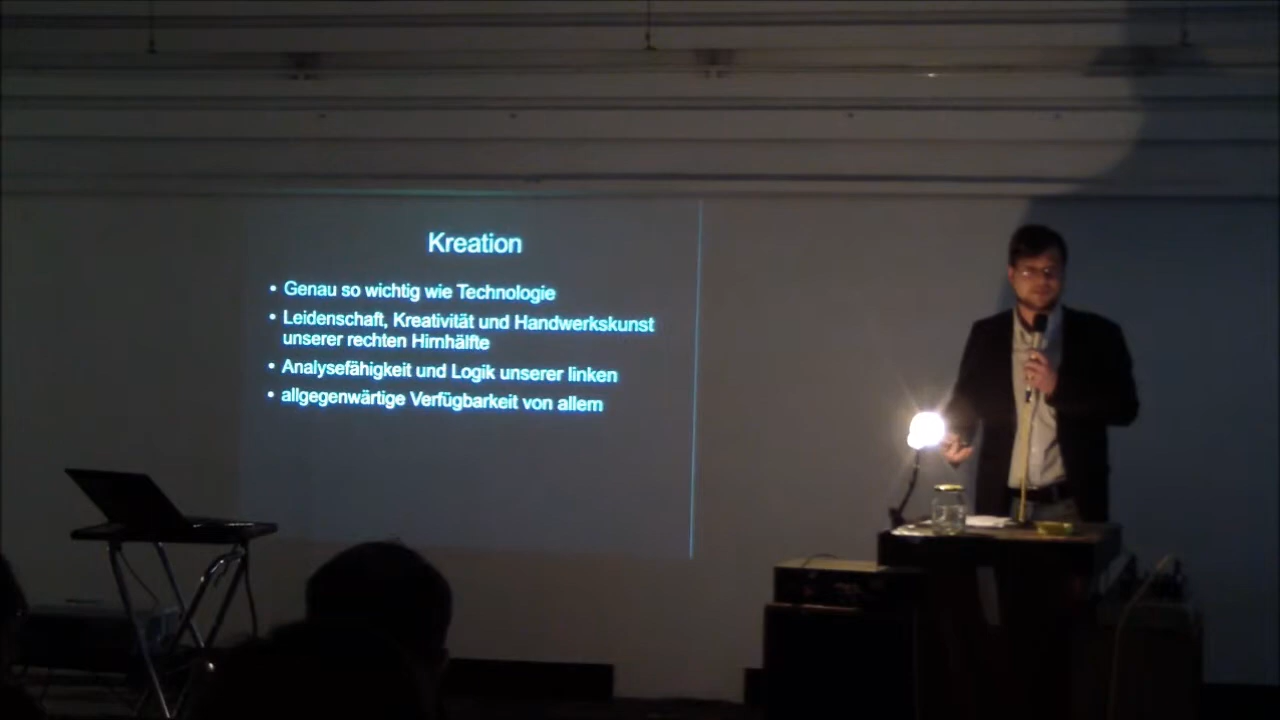 Kreation
• Genau so wichtig wie Technologie
• Leidenschaft, Kreativität und Handwerkskunst
unserer rechten Hirnhälfte
• Analysefähigkeit und Logik unserer linken
• allgegenwärtige Verfügbarkeit von allem